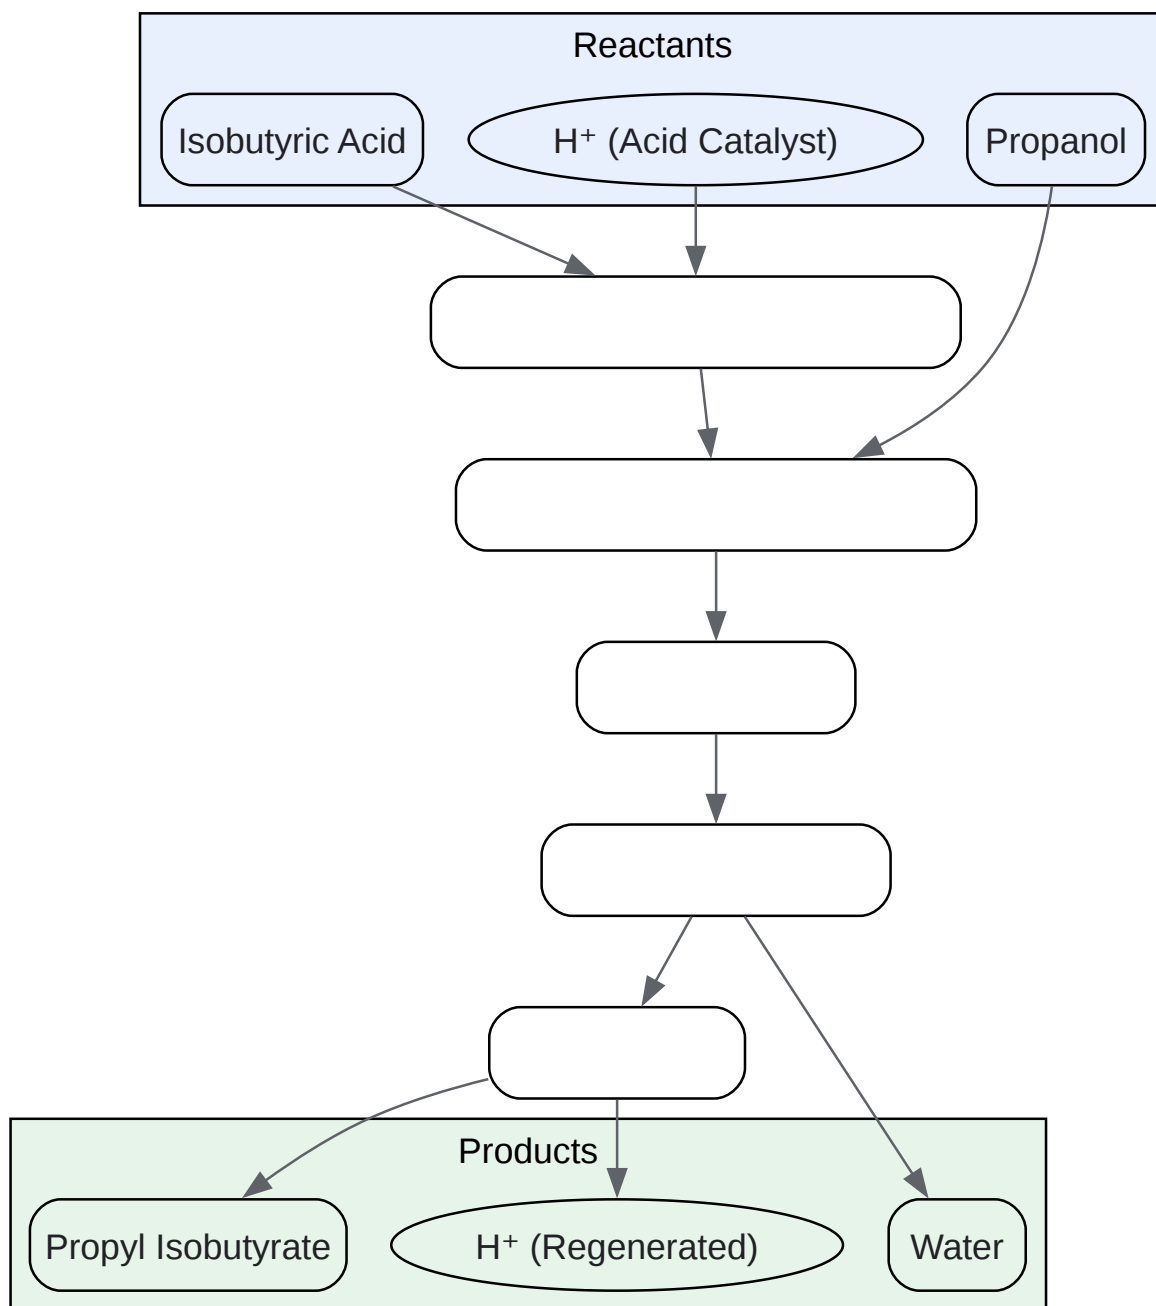 Reactants
Isobutyric Acid
H⁺ (Acid Catalyst)
Propanol
Products
Propyl Isobutyrate
H⁺ (Regenerated)
Water